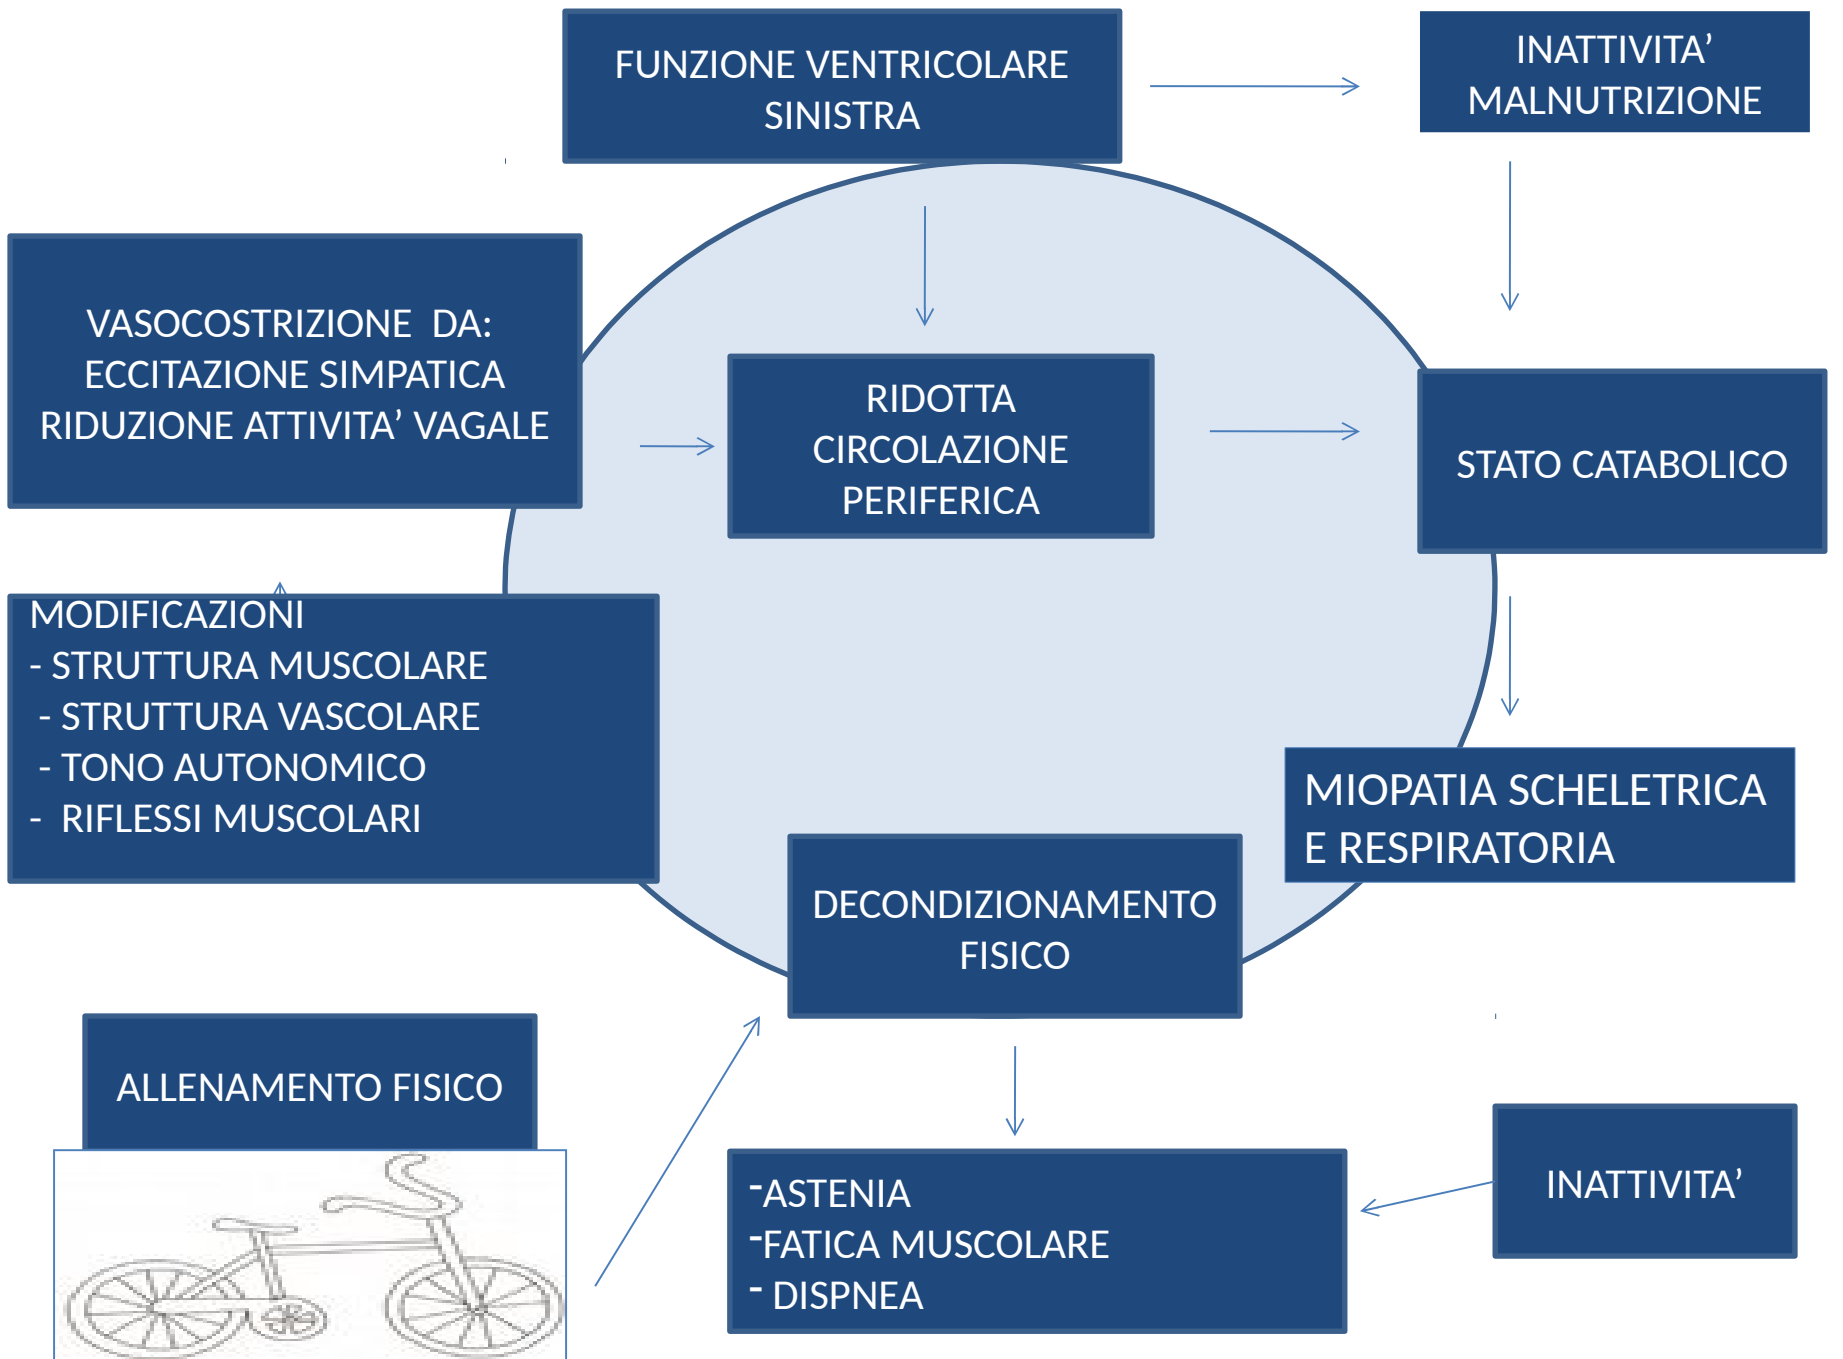 FUNZIONE VENTRICOLARE
SINISTRA
INATTIVITA’
MALNUTRIZIONE
VASOCOSTRIZIONE  DA:
ECCITAZIONE SIMPATICA
RIDUZIONE ATTIVITA’ VAGALE
RIDOTTA
CIRCOLAZIONE
PERIFERICA
STATO CATABOLICO
MODIFICAZIONI
- STRUTTURA MUSCOLARE
- STRUTTURA VASCOLARE
- TONO AUTONOMICO
-  RIFLESSI MUSCOLARI
MIOPATIA SCHELETRICA
E RESPIRATORIA
DECONDIZIONAMENTO
FISICO
ALLENAMENTO FISICO
-ASTENIA
-FATICA MUSCOLARE
- DISPNEA
INATTIVITA’